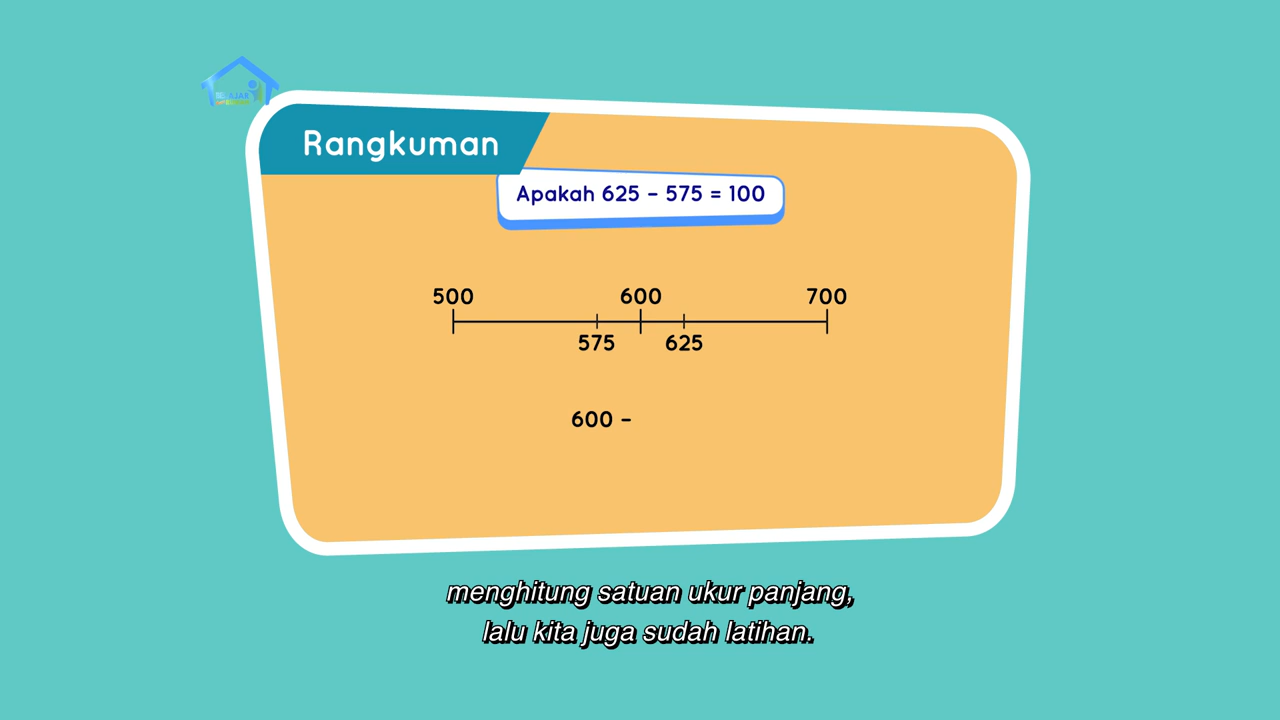 Rangkuman
Apakah 625 – 575 = 100
500 600 700
575 625
600 –
menghitung satuan ukur panjang,
lalu kita juga sudah latihan.